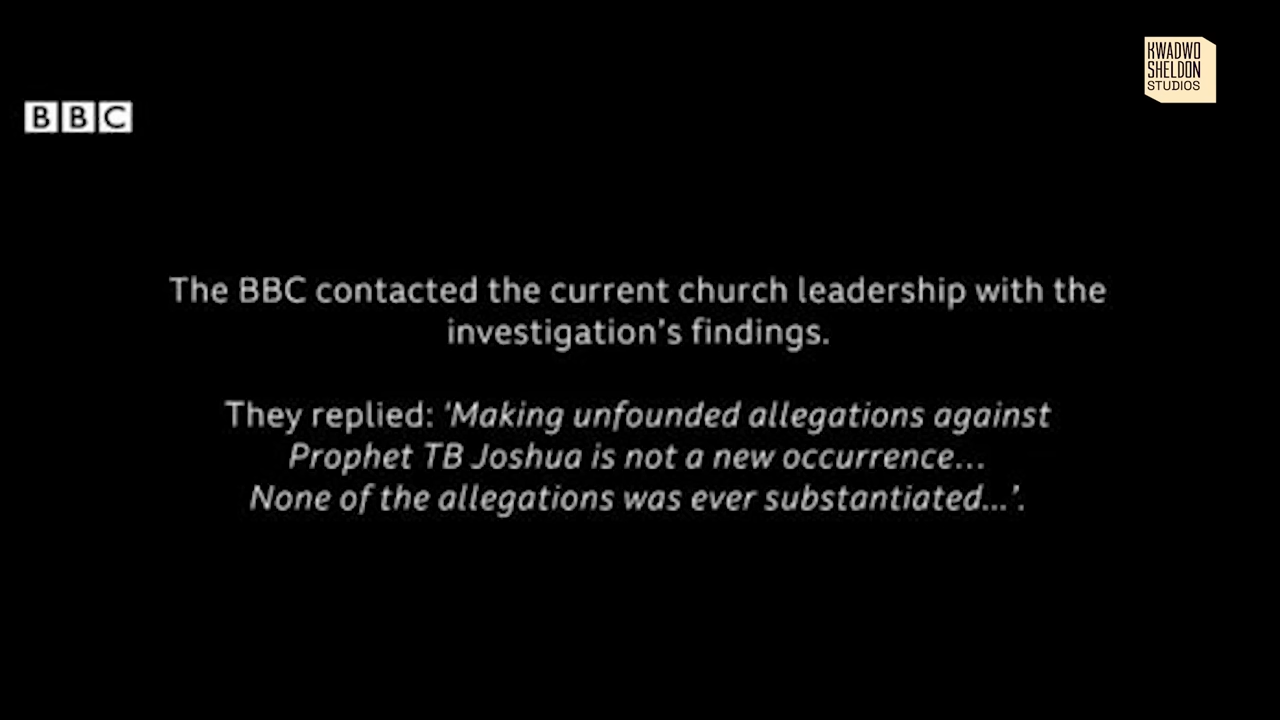 KWADWO
SHELDON
STUDIOS
BBC
The BBC contacted the current church leadership with the
investigation's findings.
They replied: 'Making unfounded allegations against
Prophet TB Joshua is not a new occurrence...
None of the allegations was ever substantiated...'.